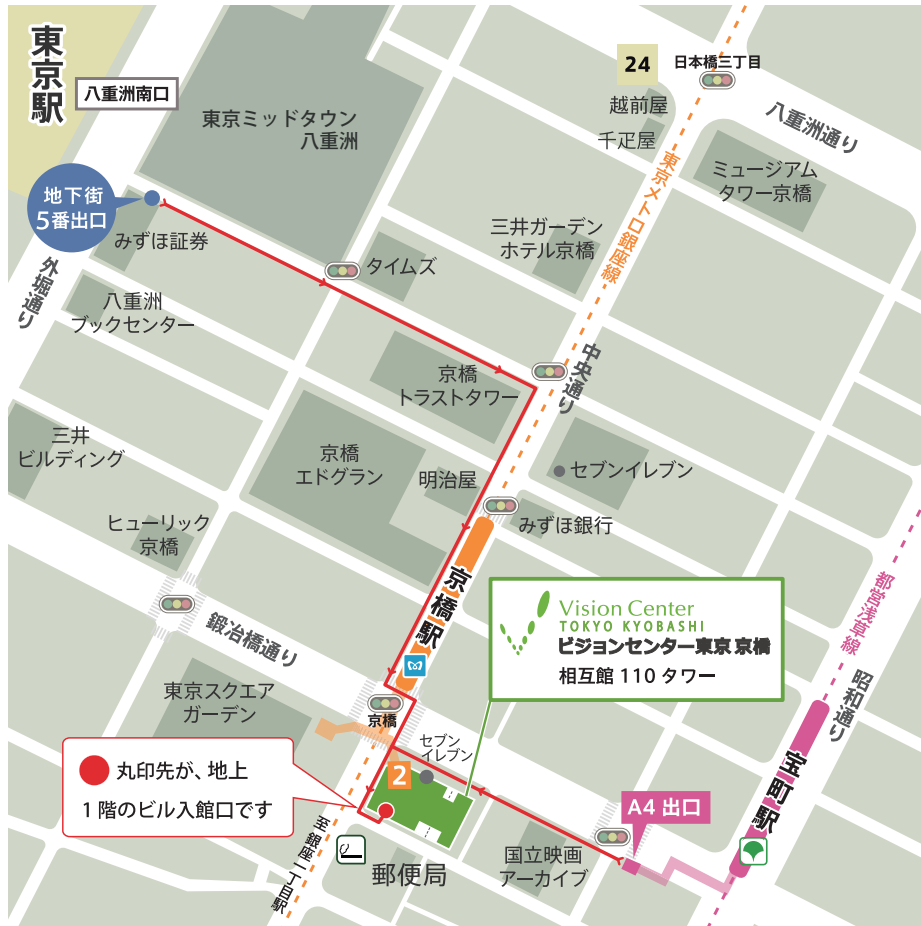 東京駅
八重洲南口
地下街
5番出口
東京ミッドタウン
八重洲
24
越前屋
千疋屋
日本橋三丁目
八重洲通り
ミュージアム
タワー京橋
東京メトロ銀座線
みずほ証券
外堀通り
八重洲
ブックセンター
タイムズ
三井ガーデン
ホテル京橋
中央通り
京橋
トラストタワー
三井
ビルディング
京橋
エドグラン
明治屋
セブンイレブン
みずほ銀行
ヒューリック
京橋
京橋駅
鍛冶橋通り
東京スクエア
ガーデン
京橋
Vision Center
TOKYO KYOBASHI
ビジョンセンター東京 京橋
相互館 110 タワー
都営浅草線
昭和通り
宝町駅
セブン
イレブン
2
丸印先が、地上
1 階のビル入館口です
A4 出口
国立映画
アーカイブ
郵便局
至 銀座一丁目駅